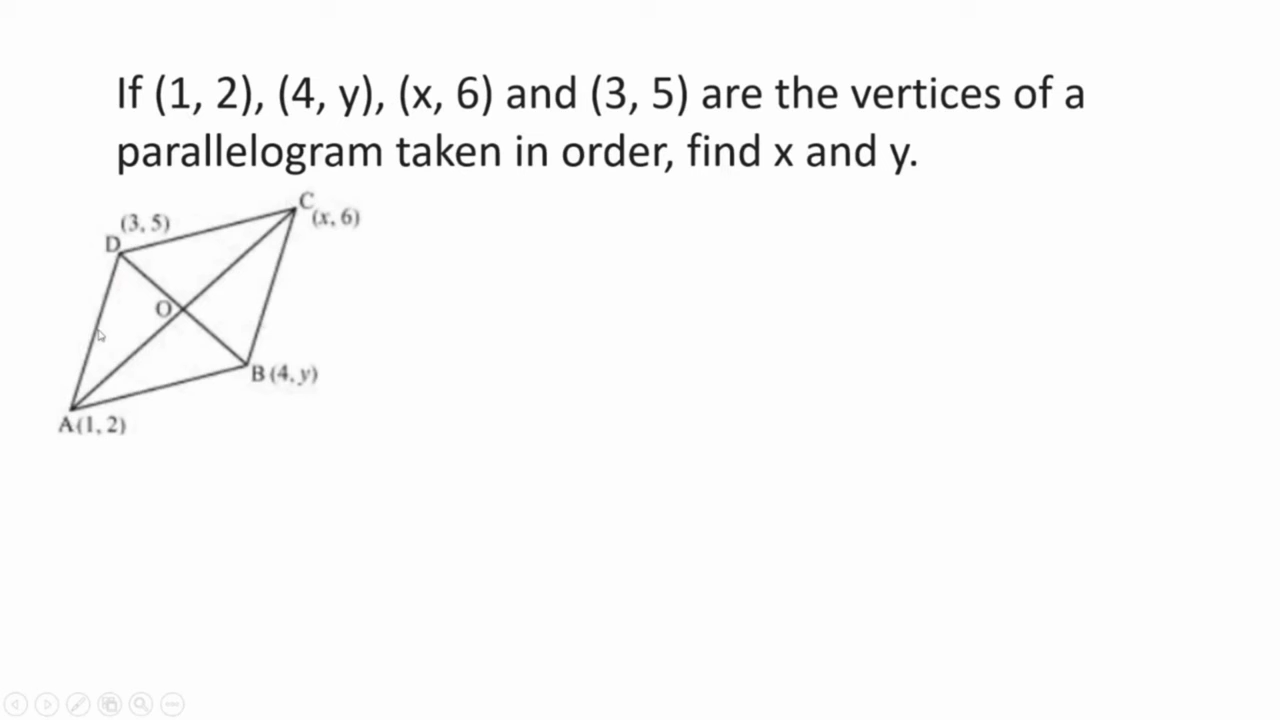 If (1, 2), (4, y), (x, 6) and (3, 5) are the vertices of a
parallelogram taken in order, find x and y.
C
(3, 5)
(x, 6)
D
O
B (4, y)
A (1, 2)